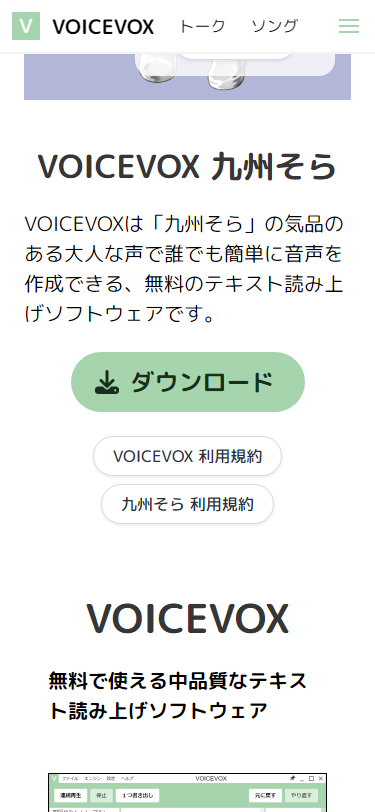 V VOICEVOX トーク ソング
VOICEVOX 九州そら
VOICEVOXは「九州そら」の気品の
ある大人な声で誰でも簡単に音声を
作成できる、無料のテキスト読み上
げソフトウェアです。
ダウンロード
VOICEVOX 利用規約
九州そら 利用規約
VOICEVOX
無料で使える中品質なテキス
ト読み上げソフトウェア
V ファイル エンジン 設定 ヘルプ VOICEVOX
連続再生 停止 1つ書き出し 元に戻す やり直す